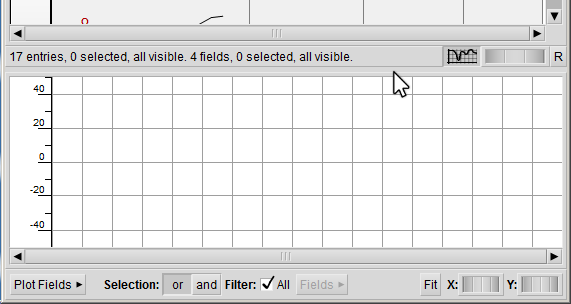 17 entries, 0 selected, all visible. 4 fields, 0 selected, all visible.
R
40
20
0
-20
-40
Plot Fields Selection: or and Filter: All Fields Fit X: Y: